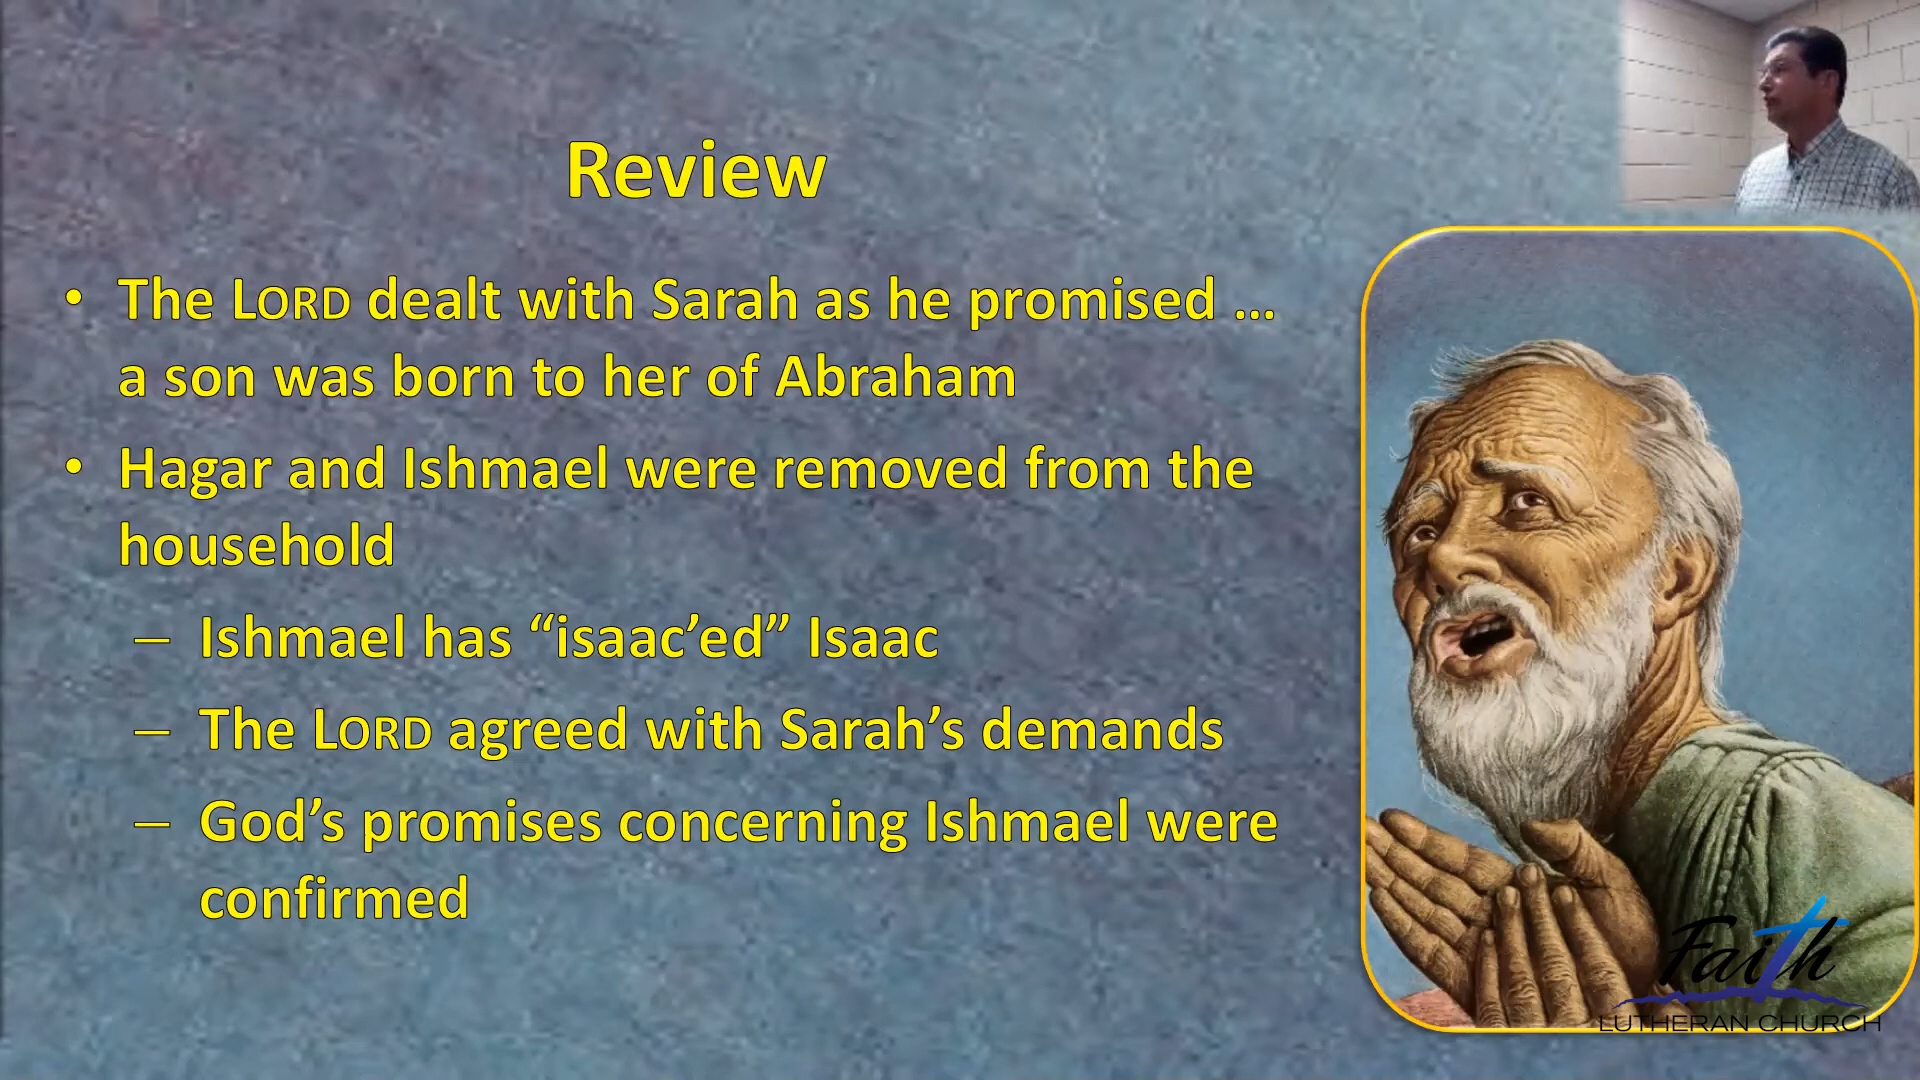 Review
• The LORD dealt with Sarah as he promised …
a son was born to her of Abraham
• Hagar and Ishmael were removed from the
household
– Ishmael has “isaac’ed” Isaac
– The LORD agreed with Sarah’s demands
– God’s promises concerning Ishmael were
confirmed
Faith
LUTHERAN CHURCH